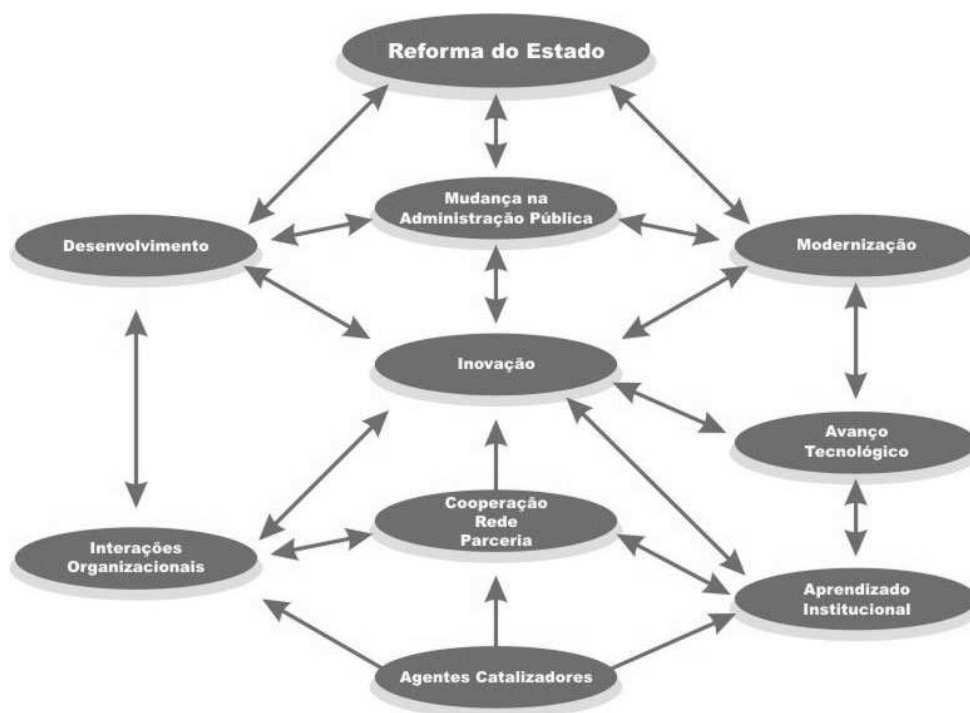 Reforma do Estado
Mudança na
Administração Pública
Desenvolvimento
Modernização
Inovação
Avanço
Tecnológico
Cooperação
Rede
Parceria
Interações
Organizacionais
Aprendizado
Institucional
Agentes Catalizadores